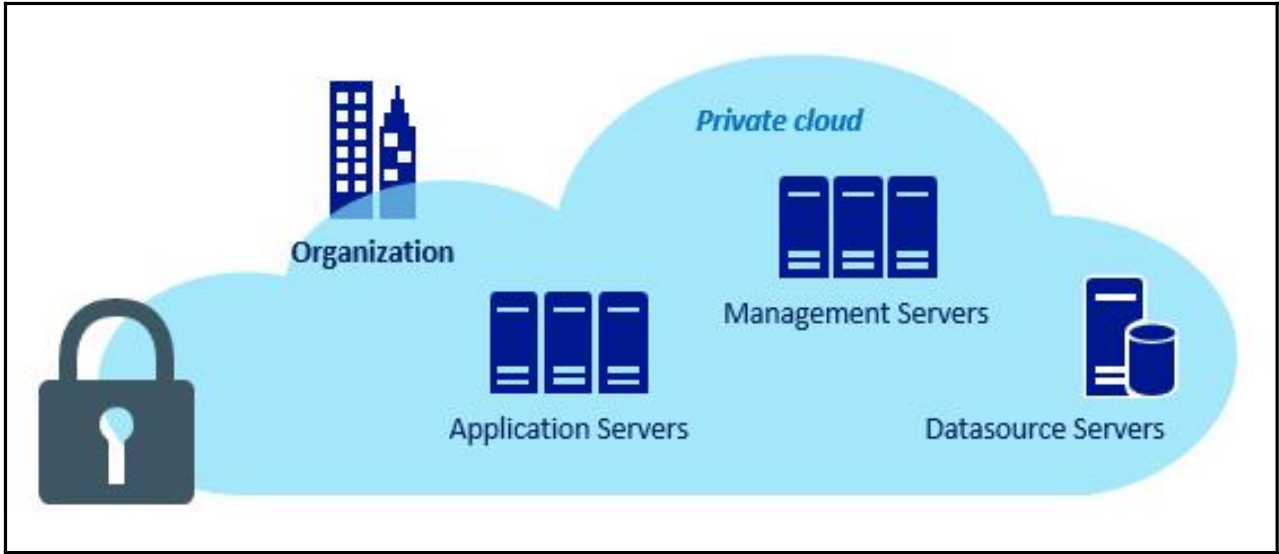 Private cloud
Organization
Management Servers
Application Servers
Datasource Servers